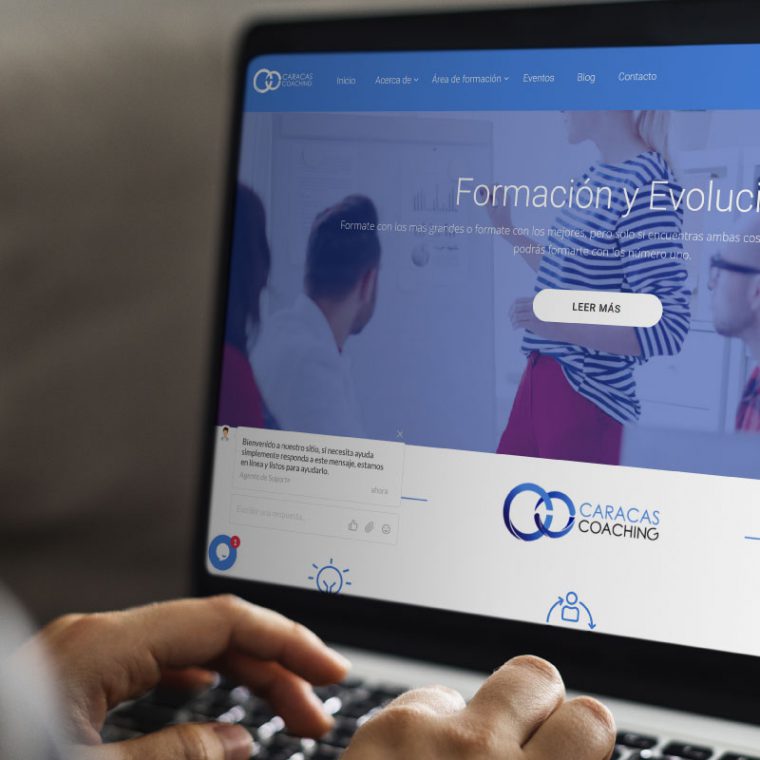 CARACAS
COACHING
Inicio
Acerca de
Área de formación
Eventos
Blog
Contacto
Formación y Evoluci
Formate con los mas grandes o formate con los mejores, pero solo si encuentras ambas cos
podrás formarte con los número uno.
LEER MÁS
Bienvenido a nuestro sitio, si necesita ayuda
simplemente responda a este mensaje, estamos
en línea y listos para ayudarlo.
Agente de Soporte
ahora
Escribir una respuesta...
1
CARACAS
COACHING